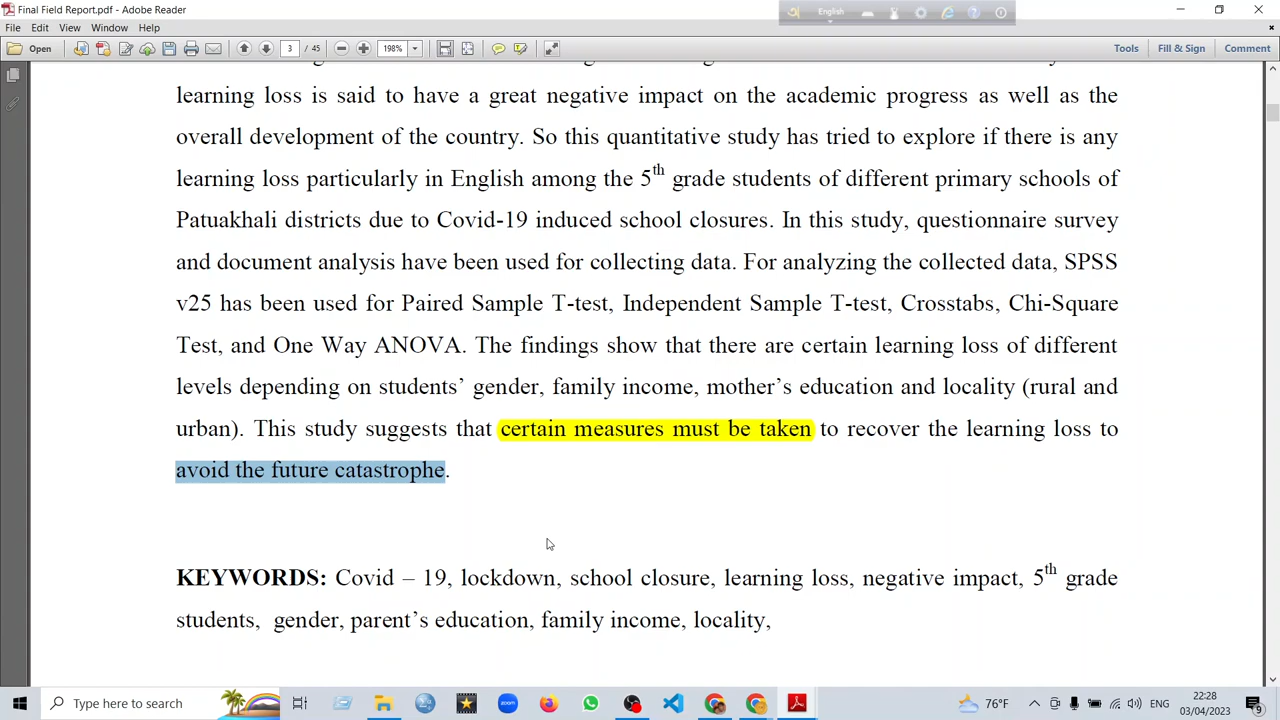 Final Field Report.pdf - Adobe Reader
English
File Edit View Window Help
Open 3 / 45 198% Tools Fill & Sign Comment
learning loss is said to have a great negative impact on the academic progress as well as the
overall development of the country. So this quantitative study has tried to explore if there is any
learning loss particularly in English among the 5th grade students of different primary schools of
Patuakhali districts due to Covid-19 induced school closures. In this study, questionnaire survey
and document analysis have been used for collecting data. For analyzing the collected data, SPSS
v25 has been used for Paired Sample T-test, Independent Sample T-test, Crosstabs, Chi-Square
Test, and One Way ANOVA. The findings show that there are certain learning loss of different
levels depending on students’ gender, family income, mother’s education and locality (rural and
urban). This study suggests that certain measures must be taken to recover the learning loss to
avoid the future catastrophe.
KEYWORDS: Covid – 19, lockdown, school closure, learning loss, negative impact, 5th grade
students, gender, parent’s education, family income, locality,
Type here to search 76°F ENG 22:28
03/04/2023